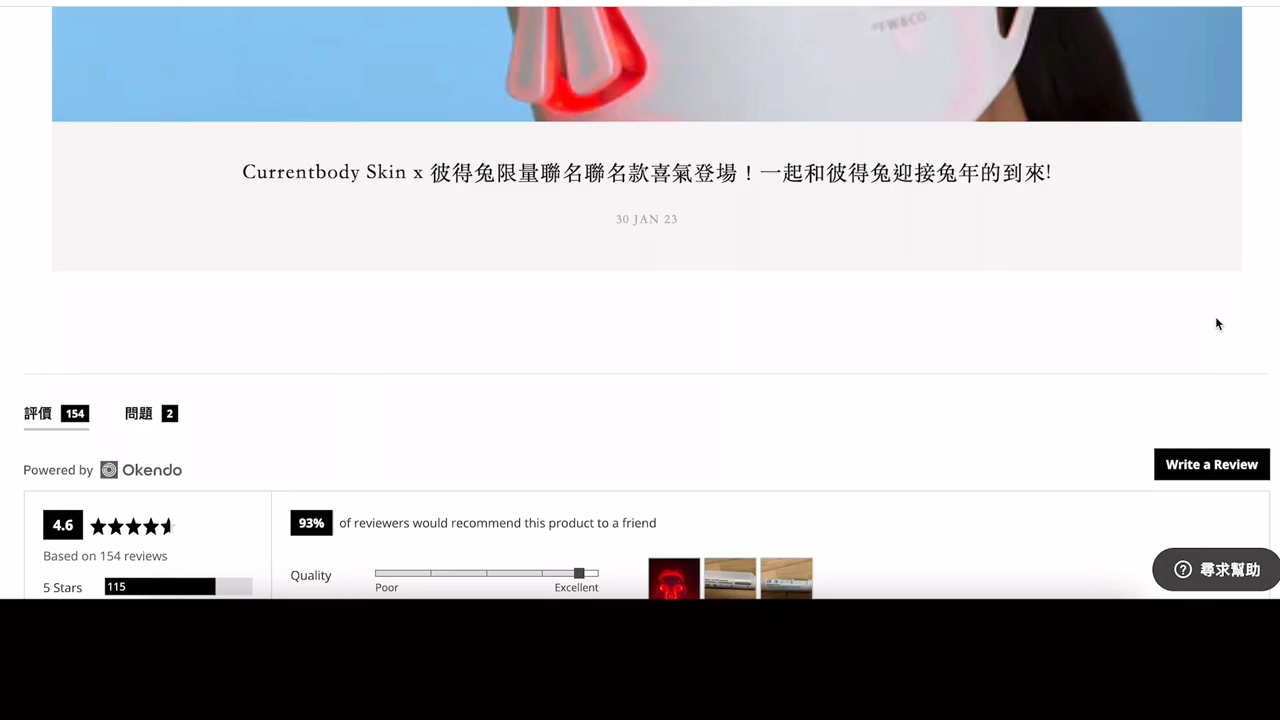 Currentbody Skin x 彼得兔限量聯名聯名款喜氣登場！一起和彼得兔迎接兔年的到來!
30 JAN 23
評價 154 問題 2
Powered by Okendo
Write a Review
4.6
Based on 154 reviews
5 Stars 115
93% of reviewers would recommend this product to a friend
Quality
Poor Excellent
尋求幫助